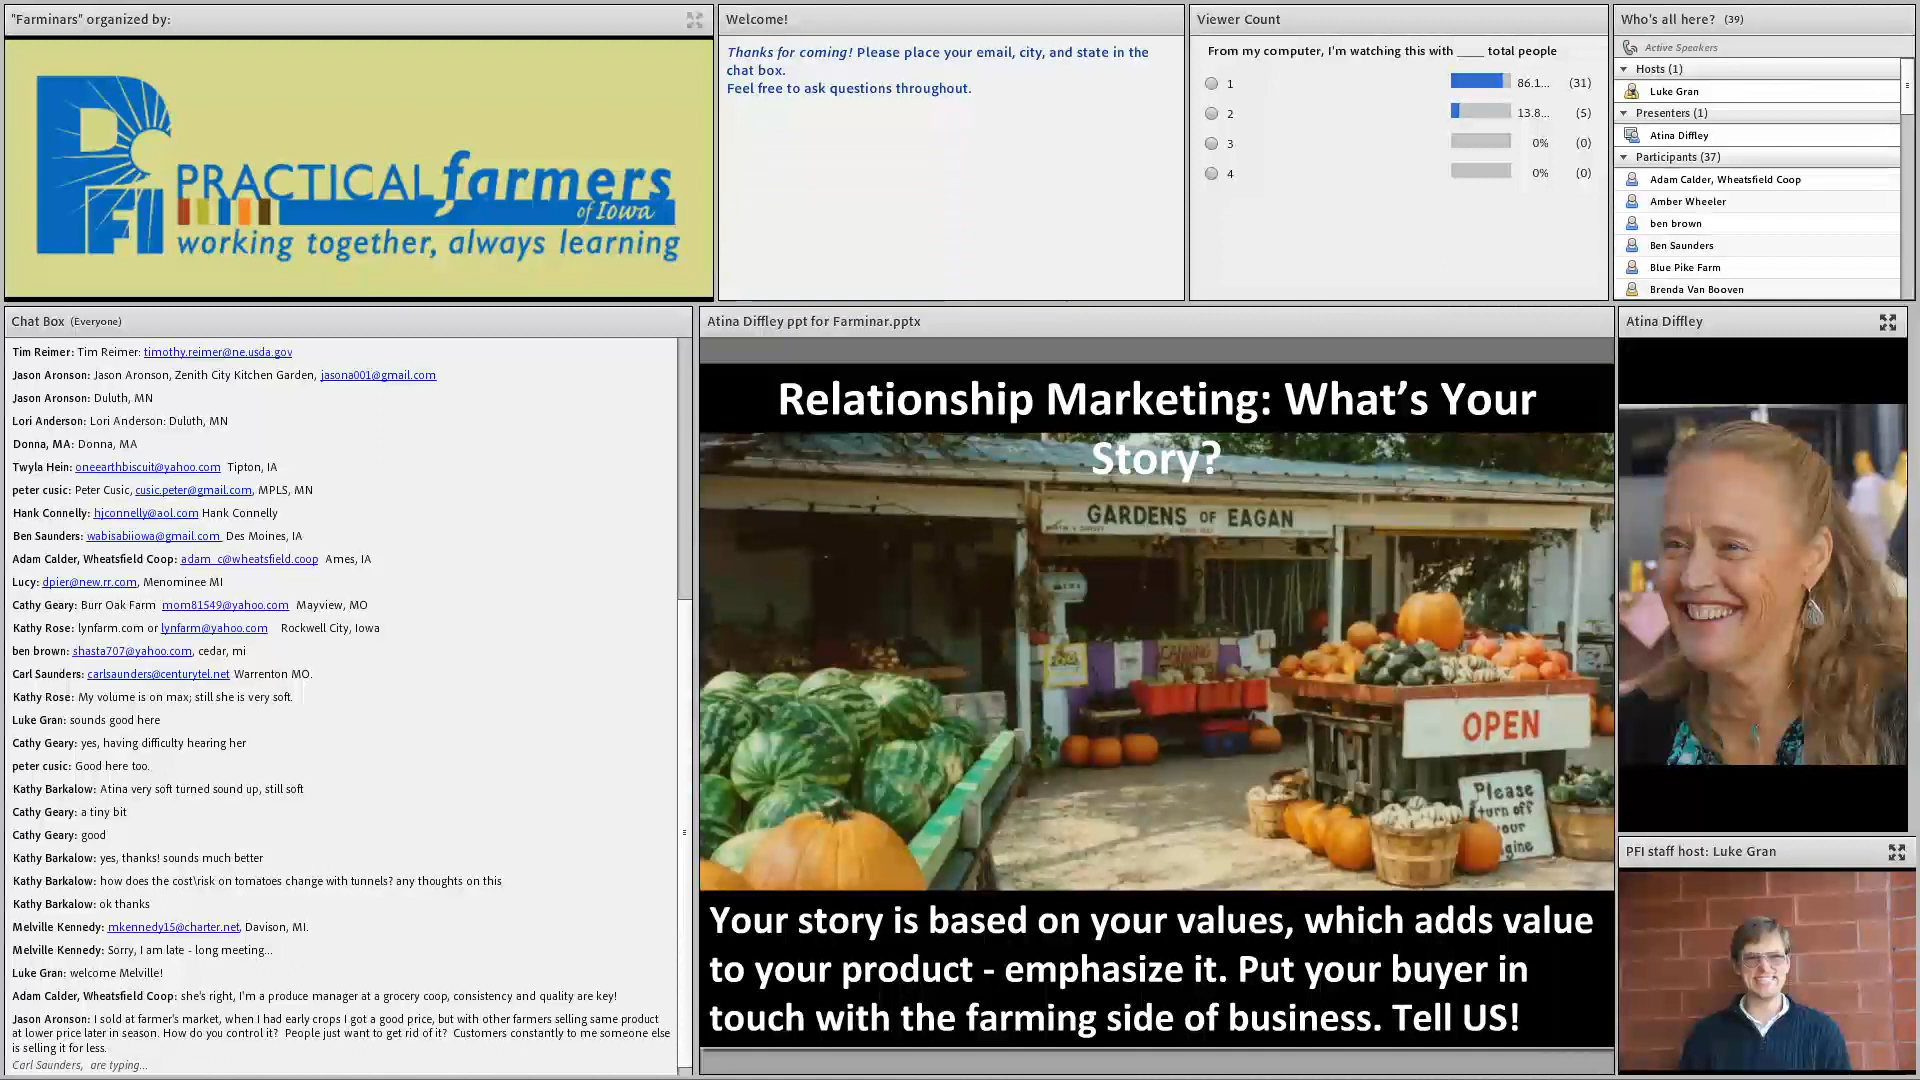 "Farminars" organized by:
PRACTICAL farmers
of Iowa
working together, always learning
PFI
Welcome!
Thanks for coming! Please place your email, city, and state in the
chat box.
Feel free to ask questions throughout.
Viewer Count
From my computer, I'm watching this with ____ total people
1 86.1... (31)
2 13.8... (5)
3 0% (0)
4 0% (0)
Who's all here? (39)
Active Speakers
Hosts (1)
Luke Gran
Presenters (1)
Atina Diffley
Participants (37)
Adam Calder, Wheatsfield Coop
Amber Wheeler
ben brown
Ben Saunders
Blue Pike Farm
Brenda Van Booven
Chat Box (Everyone)
Tim Reimer: Tim Reimer: timothy.reimer@ne.usda.gov
Jason Aronson: Jason Aronson, Zenith City Kitchen Garden, jasona001@gmail.com
Jason Aronson: Duluth, MN
Lori Anderson: Lori Anderson: Duluth, MN
Donna, MA: Donna, MA
Twyla Hein: oneearthbiscuit@yahoo.com Tipton, IA
peter cusic: Peter Cusic, cusic.peter@gmail.com, MPLS, MN
Hank Connelly: hjconnelly@aol.com Hank Connelly
Ben Saunders: wabisabiiowa@gmail.com Des Moines, IA
Adam Calder, Wheatsfield Coop: adam_c@wheatsfield.coop Ames, IA
Lucy: dpier@new.rr.com, Menominee MI
Cathy Geary: Burr Oak Farm mom81549@yahoo.com Mayview, MO
Kathy Rose: lynfarm.com or lynfarm@yahoo.com Rockwell City, Iowa
ben brown: shasta707@yahoo.com, cedar, mi
Carl Saunders: carlsaunders@centurytel.net Warrenton MO.
Kathy Rose: My volume is on max; still she is very soft.
Luke Gran: sounds good here
Cathy Geary: yes, having difficulty hearing her
peter cusic: Good here too.
Kathy Barkalow: Atina very soft turned sound up, still soft
Cathy Geary: a tiny bit
Cathy Geary: good
Kathy Barkalow: yes, thanks! sounds much better
Kathy Barkalow: how does the cost\risk on tomatoes change with tunnels? any thoughts on this
Kathy Barkalow: ok thanks
Melville Kennedy: mkennedy15@charter.net, Davison, MI.
Melville Kennedy: Sorry, I am late - long meeting...
Luke Gran: welcome Melville!
Adam Calder, Wheatsfield Coop: she's right, I'm a produce manager at a grocery coop, consistency and quality are key!
Jason Aronson: I sold at farmer's market, when I had early crops I got a good price, but with other farmers selling same product
at lower price later in season. How do you control it? People just want to get rid of it? Customers constantly to me someone else
is selling it for less.
Carl Saunders, are typing...
Atina Diffley ppt for Farminar.pptx
Relationship Marketing: What's Your
Story?
GARDENS OF EAGAN
OPEN
Please
turn off
your
Your story is based on your values, which adds value
to your product - emphasize it. Put your buyer in
touch with the farming side of business. Tell US!
Atina Diffley
PFI staff host: Luke Gran